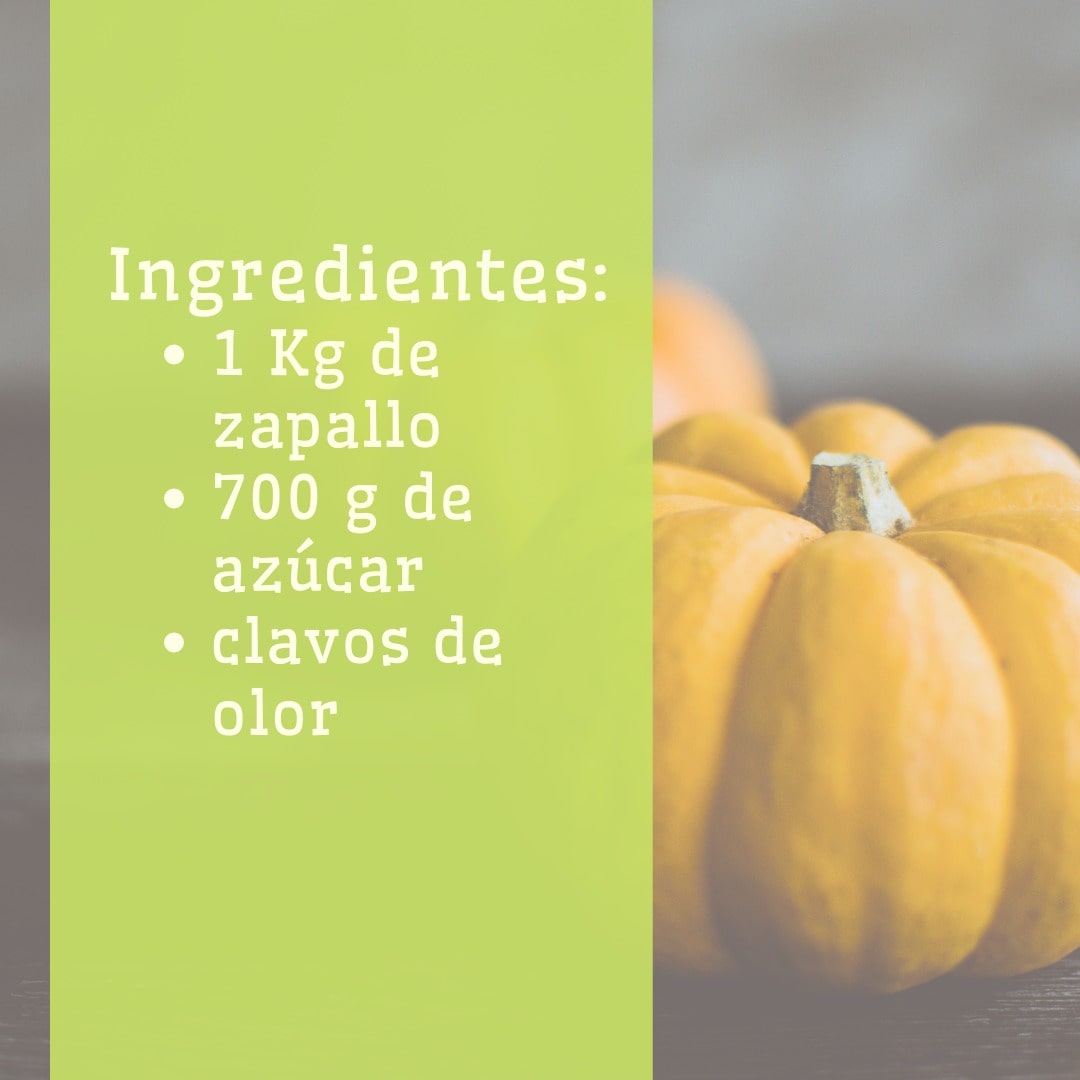 Ingredientes:
• 1 Kg de
zapallo
• 700 g de
azúcar
• clavos de
olor